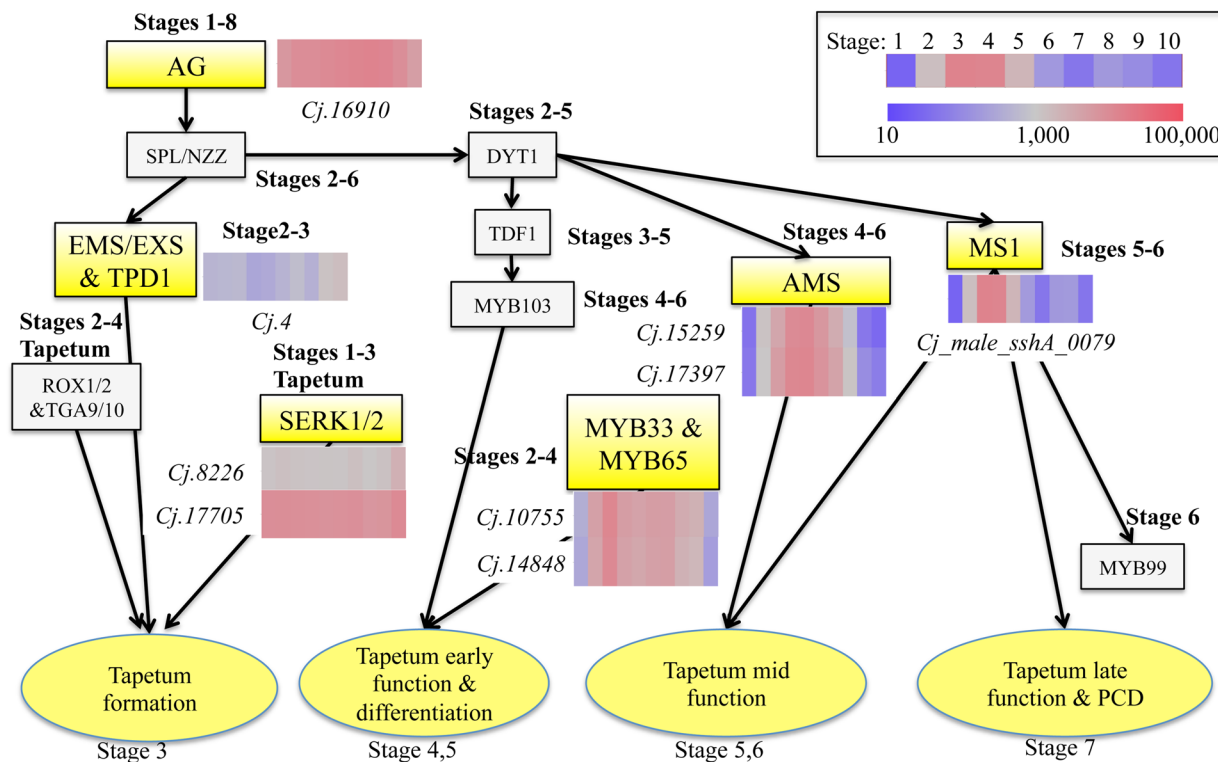 Stages 1-8
AG
Cj.16910
Stage: 1 2 3 4 5 6 7 8 9 10
10 1,000 100,000
SPL/NZZ
Stages 2-6
Stages 2-5
DYT1
EMS/EXS
& TPD1
Stage2-3
Cj.4
TDF1
Stages 3-5
Stages 4-6
AMS
MS1
Stages 5-6
MYB103
Stages 4-6
Cj.15259
Cj.17397
Cj_male_sshA_0079
Stages 2-4
Tapetum
ROX1/2
&TGA9/10
Stages 1-3
Tapetum
SERK1/2
Cj.8226
Cj.17705
MYB33 &
MYB65
Stages 2-4
Cj.10755
Cj.14848
Stage 6
MYB99
Tapetum
formation
Stage 3
Tapetum early
function &
differentiation
Stage 4,5
Tapetum mid
function
Stage 5,6
Tapetum late
function & PCD
Stage 7